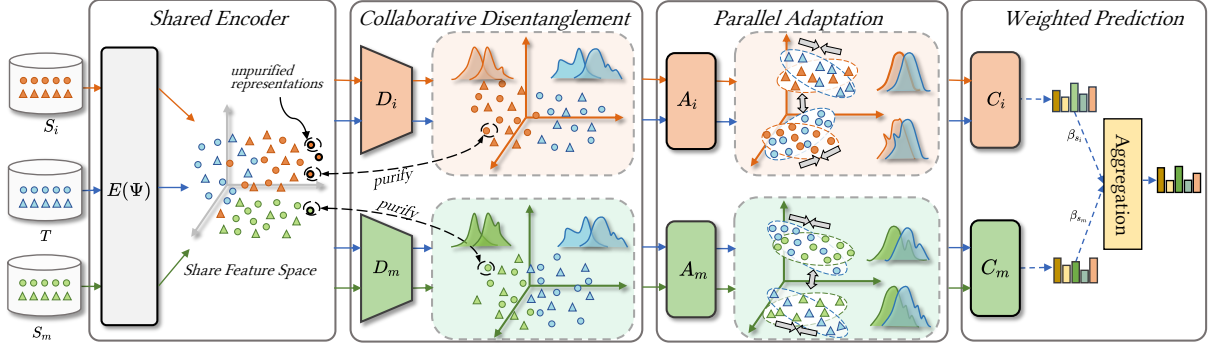 Shared Encoder
Collaborative Disentanglement
Parallel Adaptation
Weighted Prediction
S_i
T
S_m
E(Ψ)
unpurified
representations
Share Feature Space
purify
purify
D_i
D_m
A_i
A_m
C_i
C_m
β_{s_i}
β_{s_m}
Aggregation